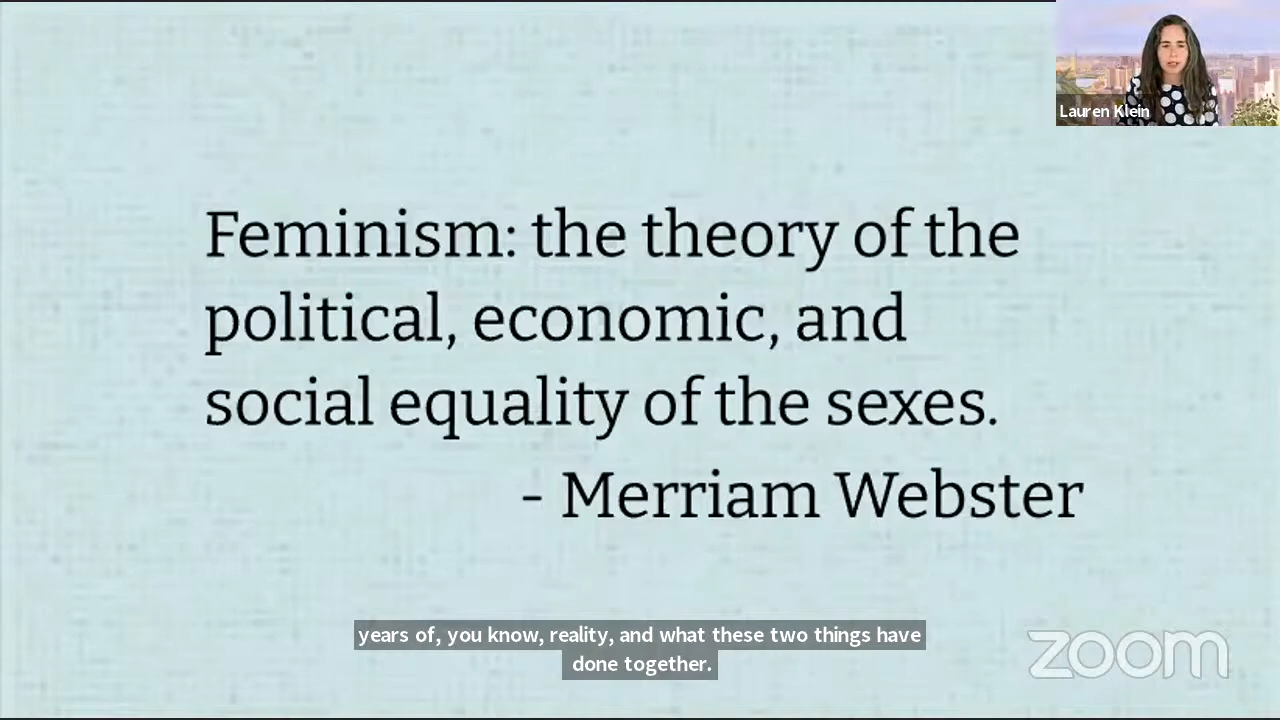 Lauren Klein
Feminism: the theory of the
political, economic, and
social equality of the sexes.
- Merriam Webster
years of, you know, reality, and what these two things have
done together.
zoom